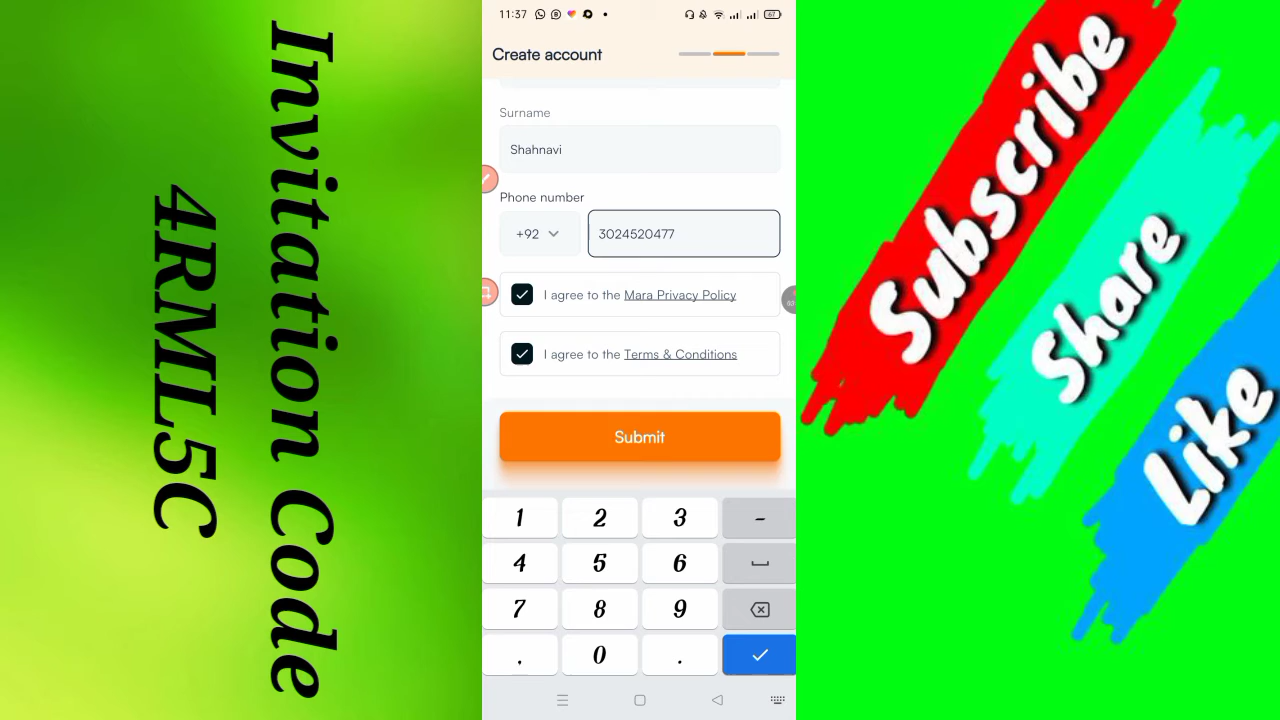 Invitation Code
4RML5C
11:37
67
Create account
Surname
Shahnavi
Phone number
+92
3024520477
I agree to the Mara Privacy Policy
I agree to the Terms & Conditions
Submit
1 2 3 -
4 5 6
7 8 9
, 0 .
Subscribe
Share
Like